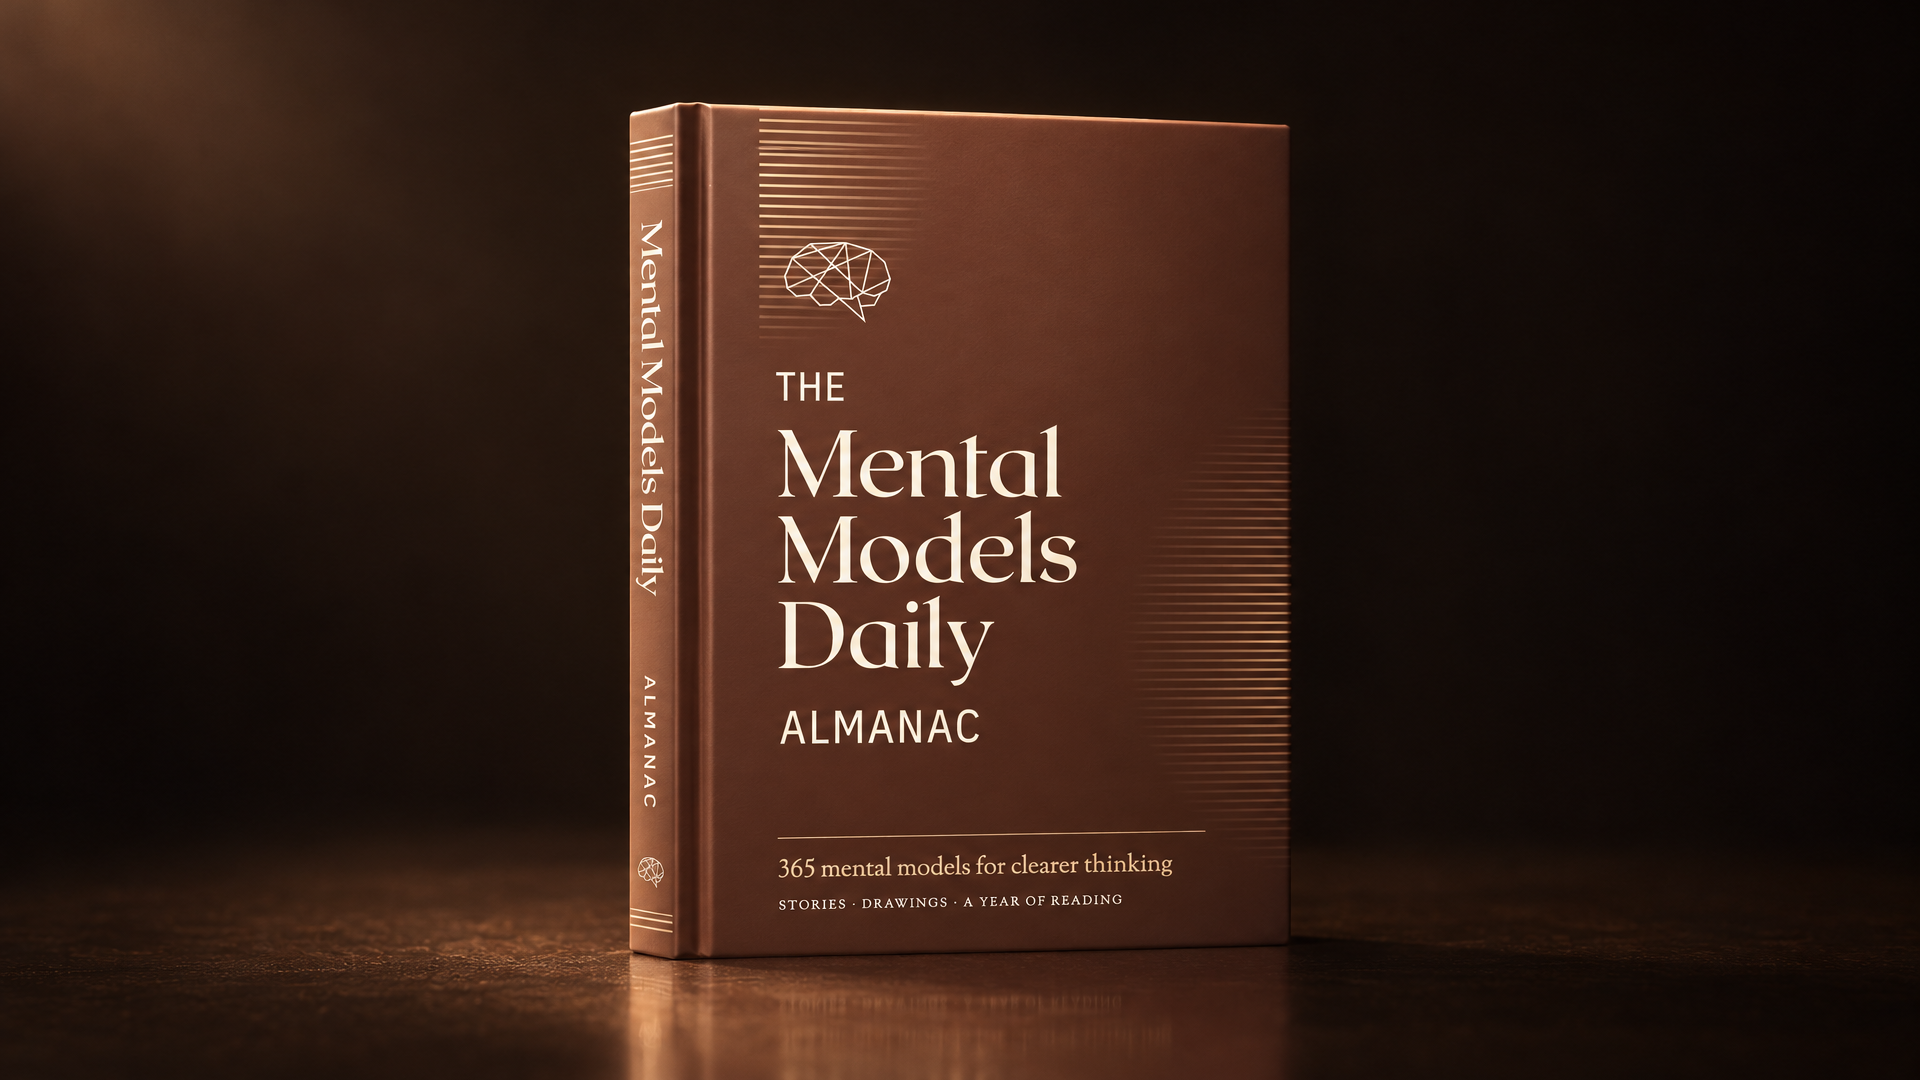 Mental Models Daily
ALMANAC
THE
Mental
Models
Daily
ALMANAC
365 mental models for clearer thinking
STORIES · DRAWINGS · A YEAR OF READING